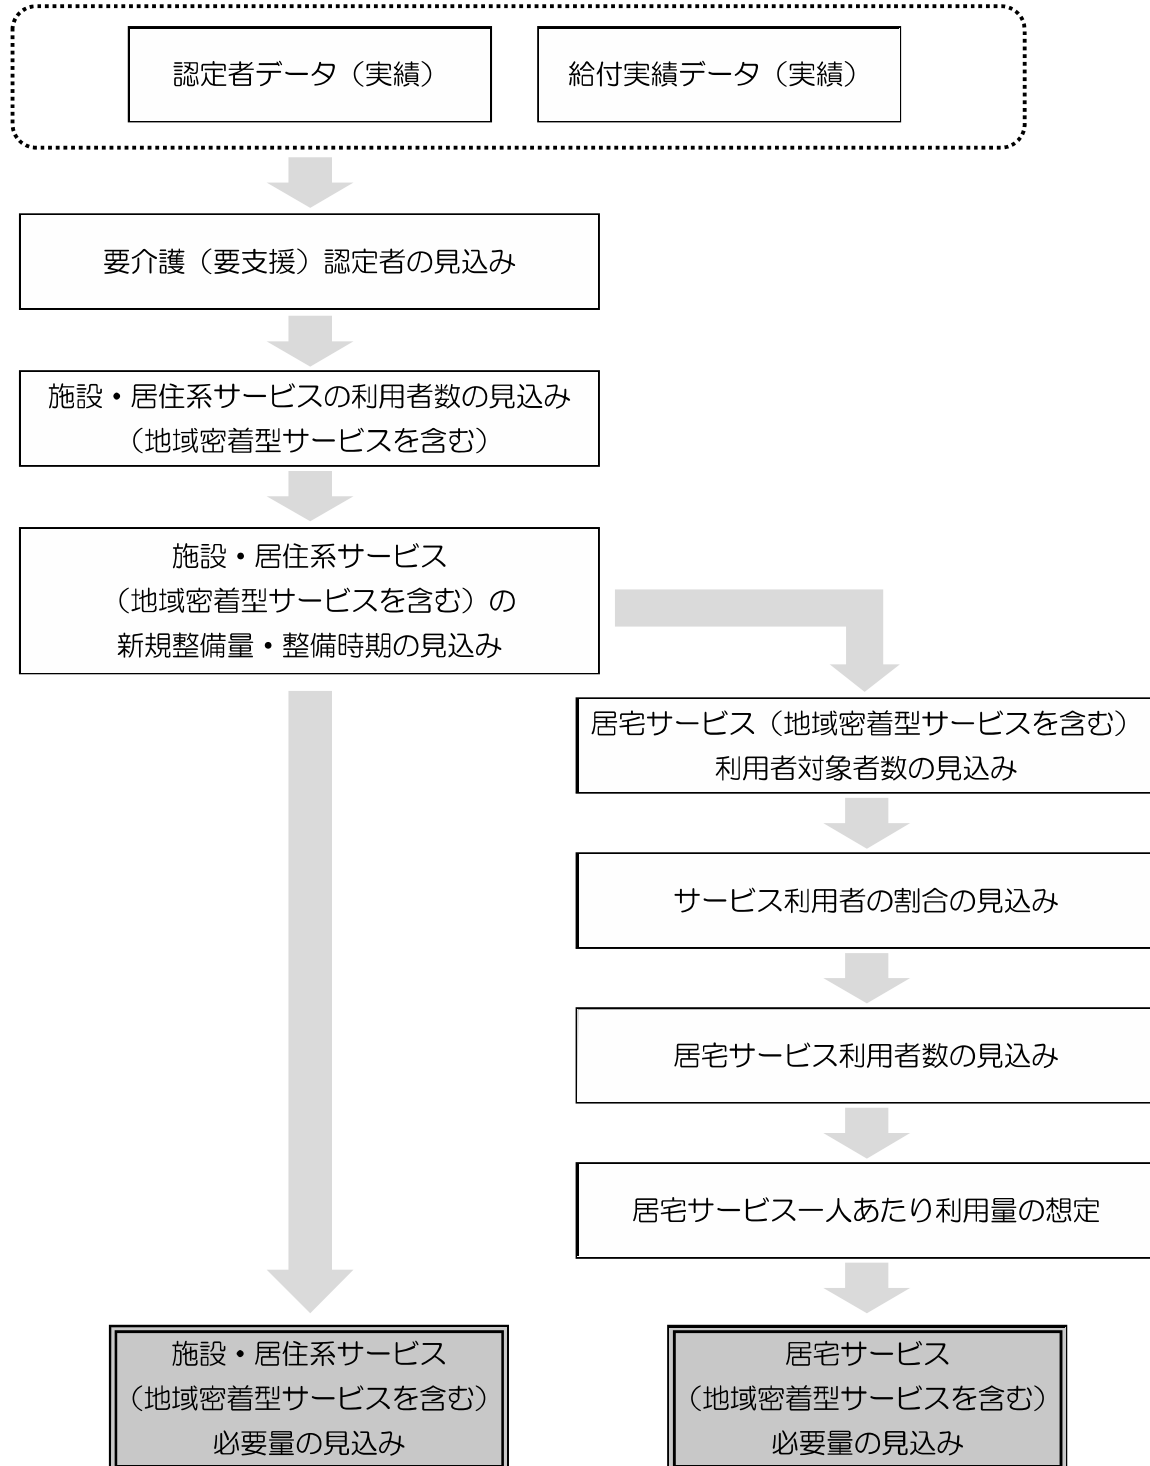 認定者データ（実績）
給付実績データ（実績）
要介護（要支援）認定者の見込み
施設・居住系サービスの利用者数の見込み
（地域密着型サービスを含む）
施設・居住系サービス
（地域密着型サービスを含む）の
新規整備量・整備時期の見込み
居宅サービス（地域密着型サービスを含む）
利用者対象者数の見込み
サービス利用者の割合の見込み
居宅サービス利用者数の見込み
居宅サービス一人あたり利用量の想定
施設・居住系サービス
（地域密着型サービスを含む）
必要量の見込み
居宅サービス
（地域密着型サービスを含む）
必要量の見込み